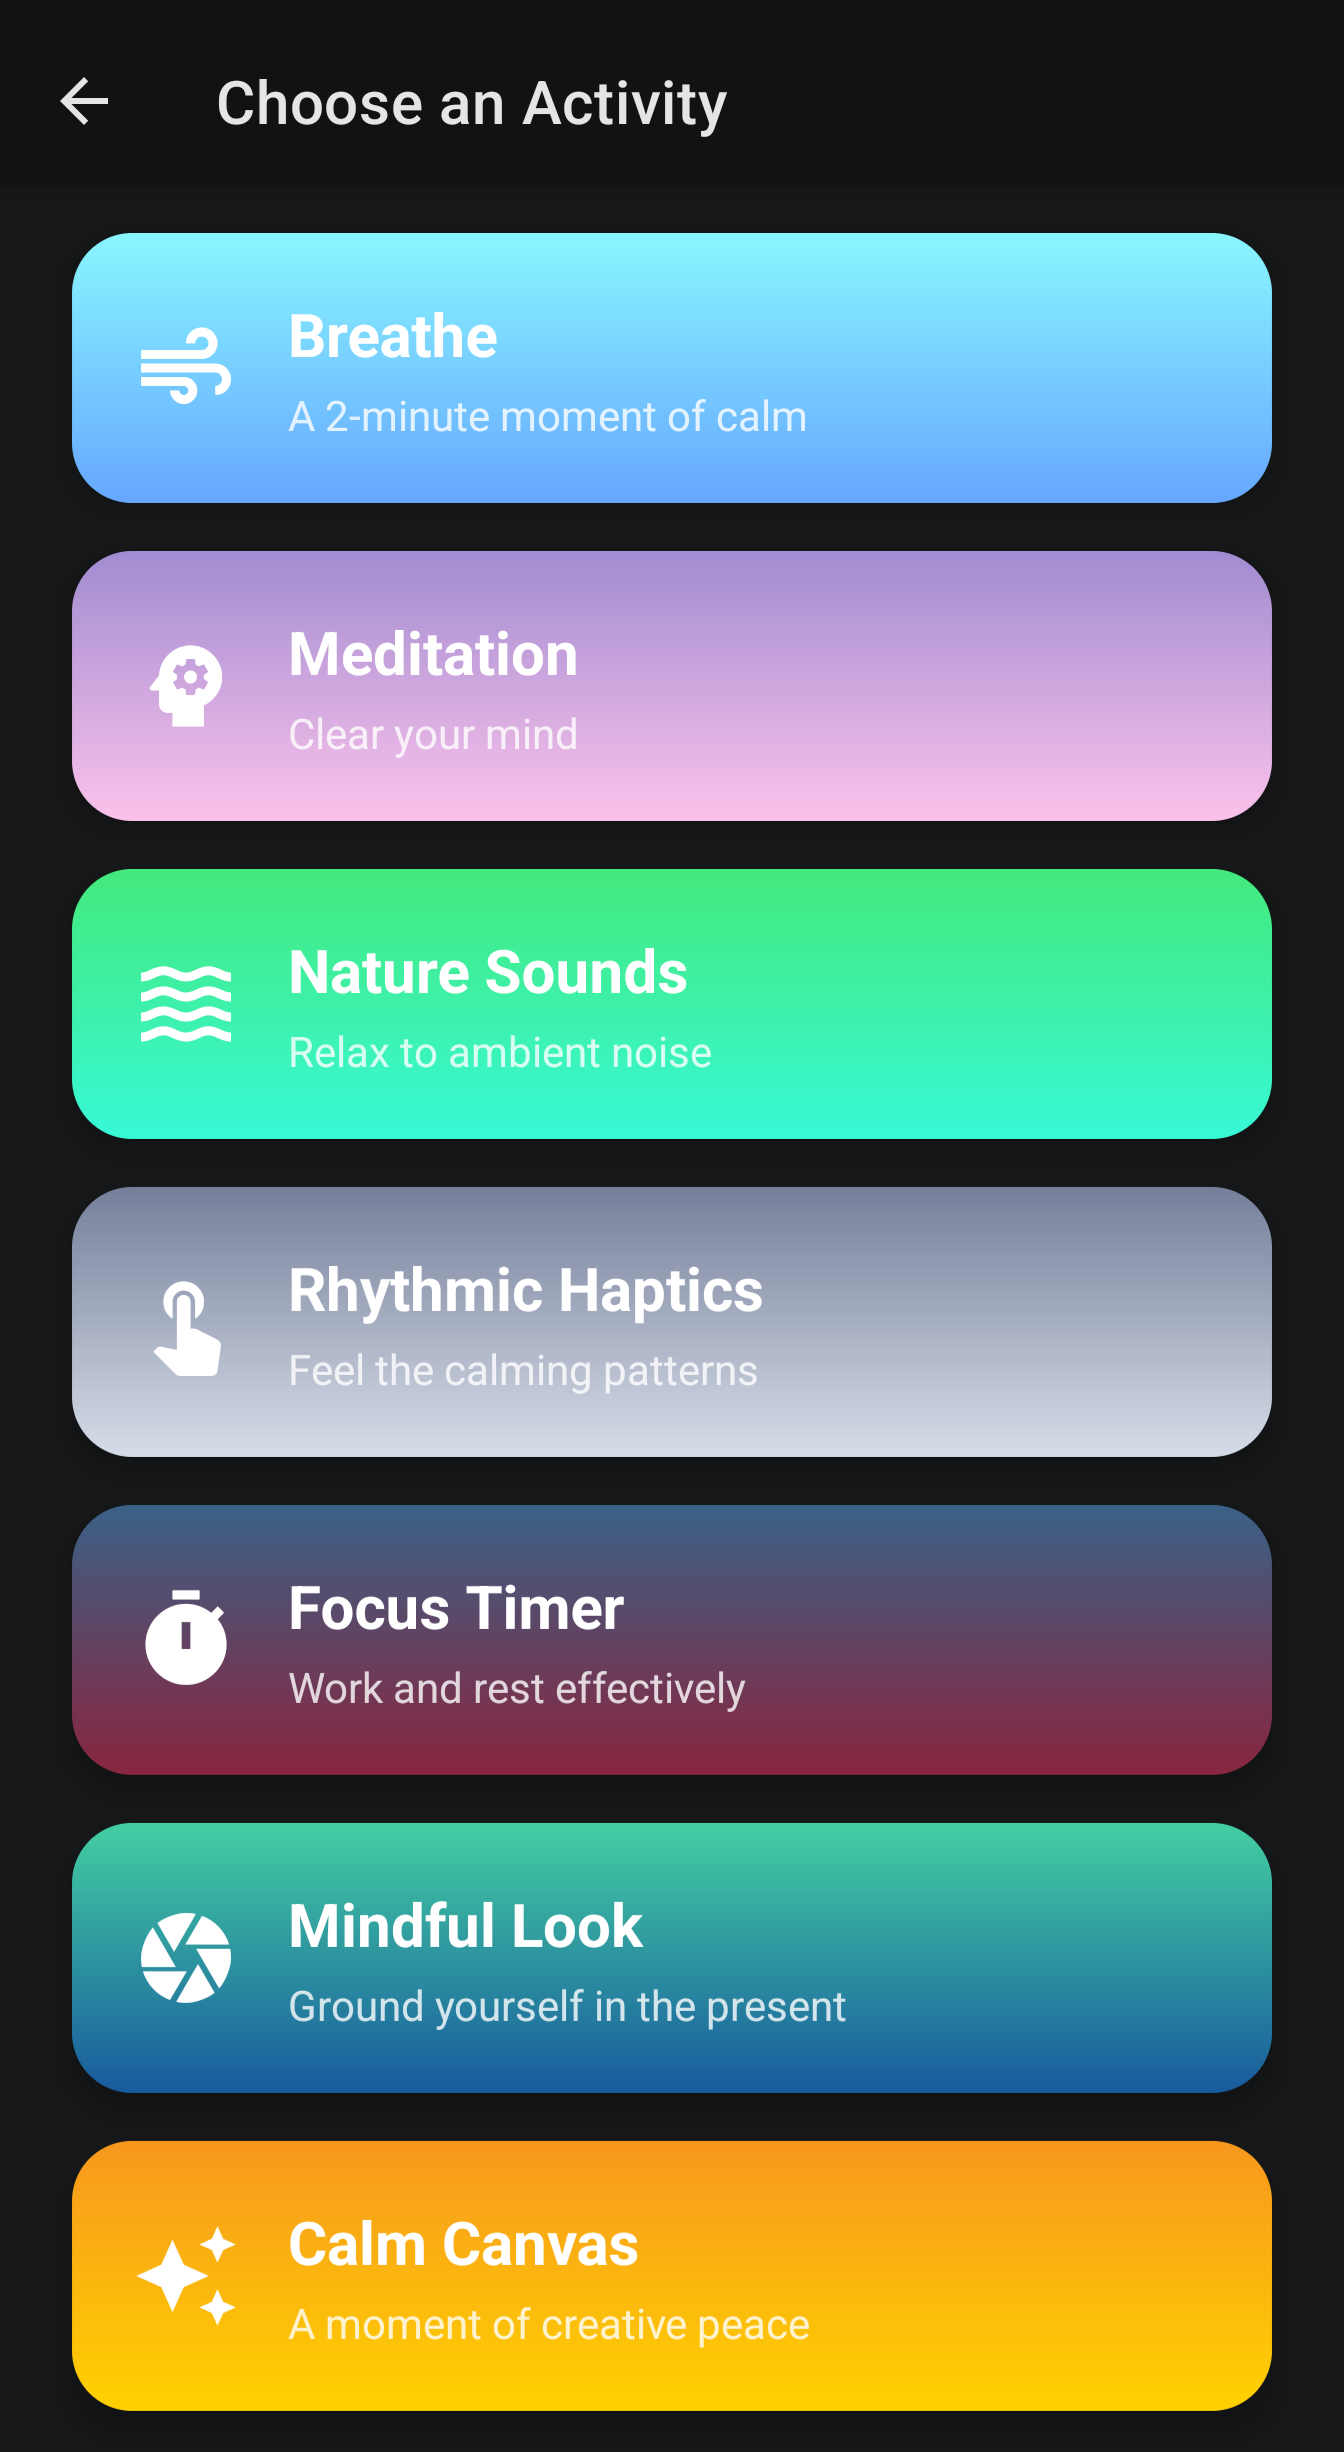 Choose an Activity
Breathe
A 2-minute moment of calm
Meditation
Clear your mind
Nature Sounds
Relax to ambient noise
Rhythmic Haptics
Feel the calming patterns
Focus Timer
Work and rest effectively
Mindful Look
Ground yourself in the present
Calm Canvas
A moment of creative peace